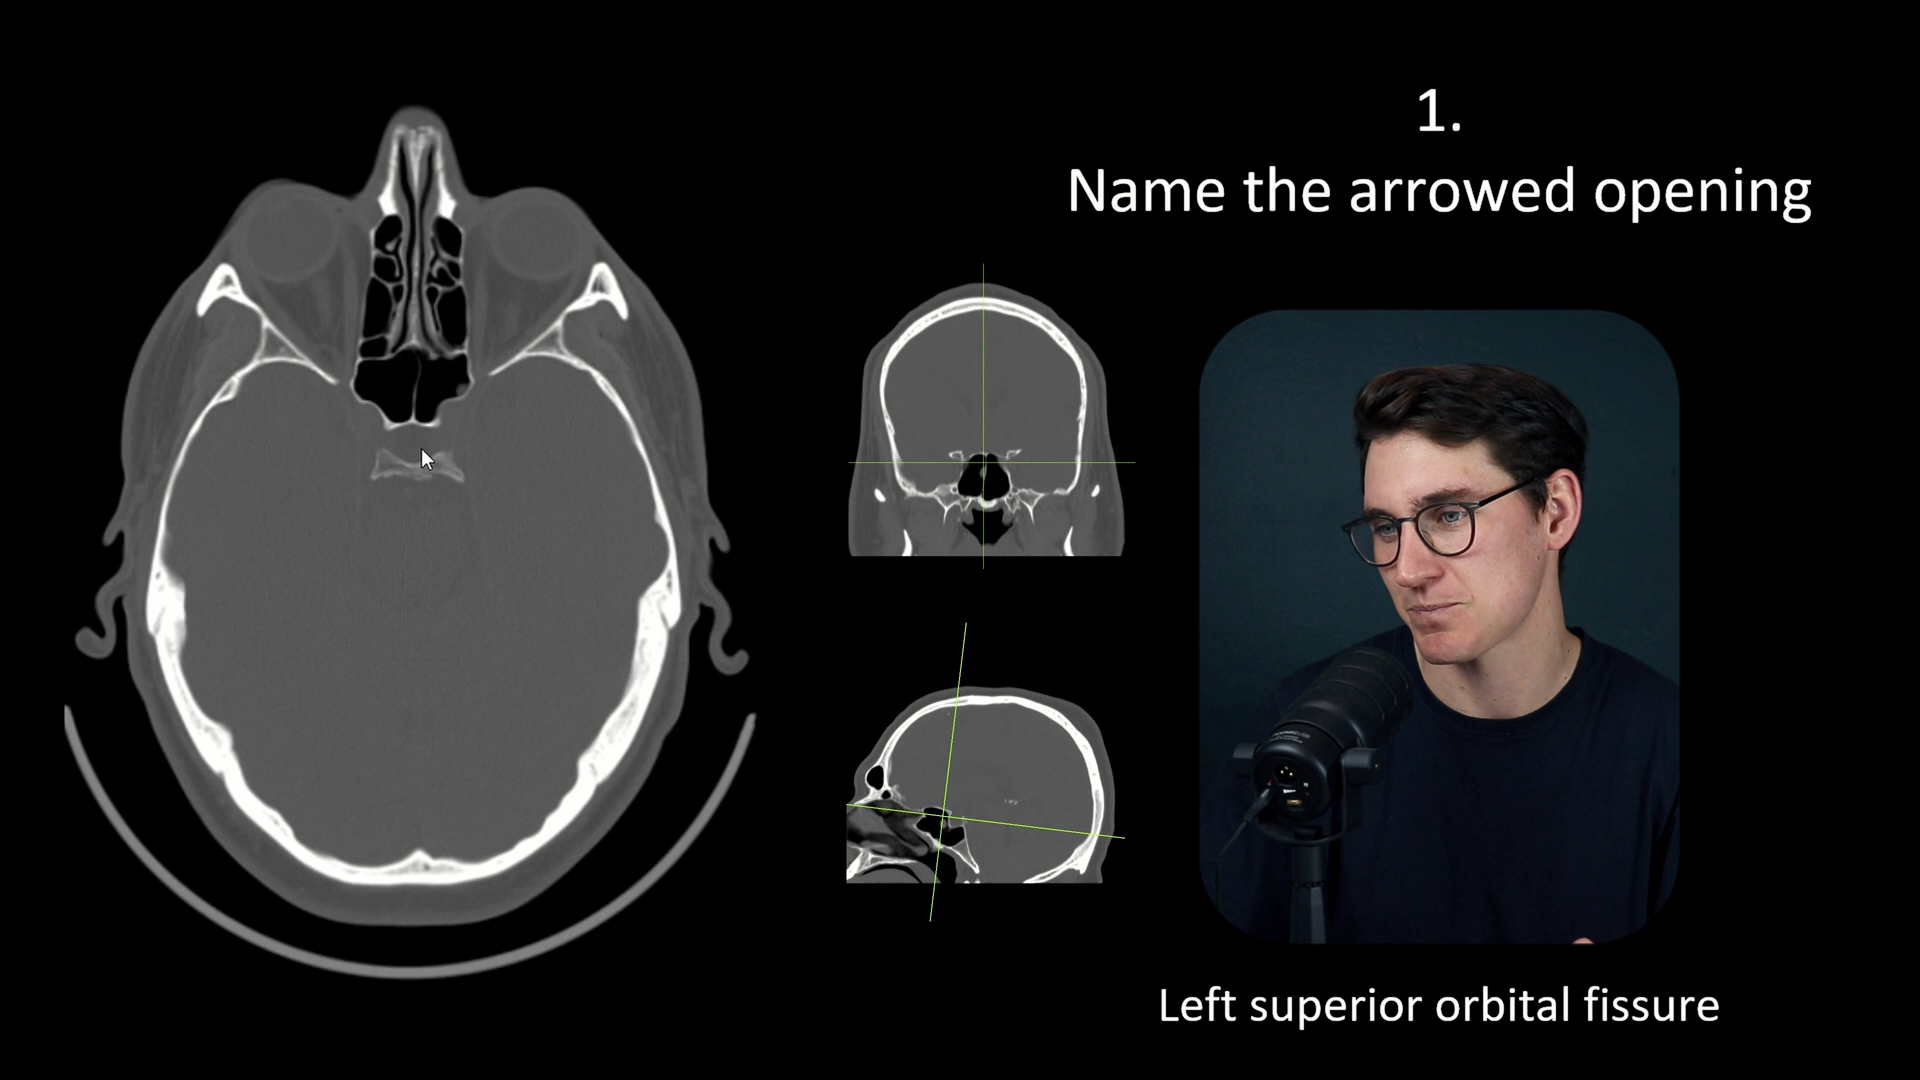 1.
Name the arrowed opening
Left superior orbital fissure